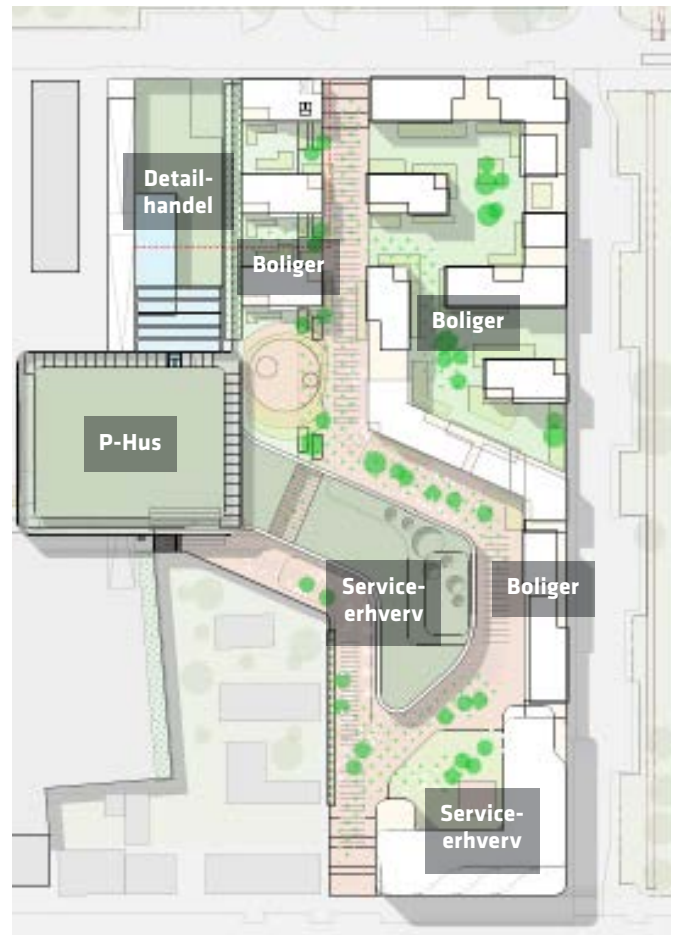 Detail-
handel
Boliger
Boliger
P-Hus
Service-
erhverv
Boliger
Service-
erhverv